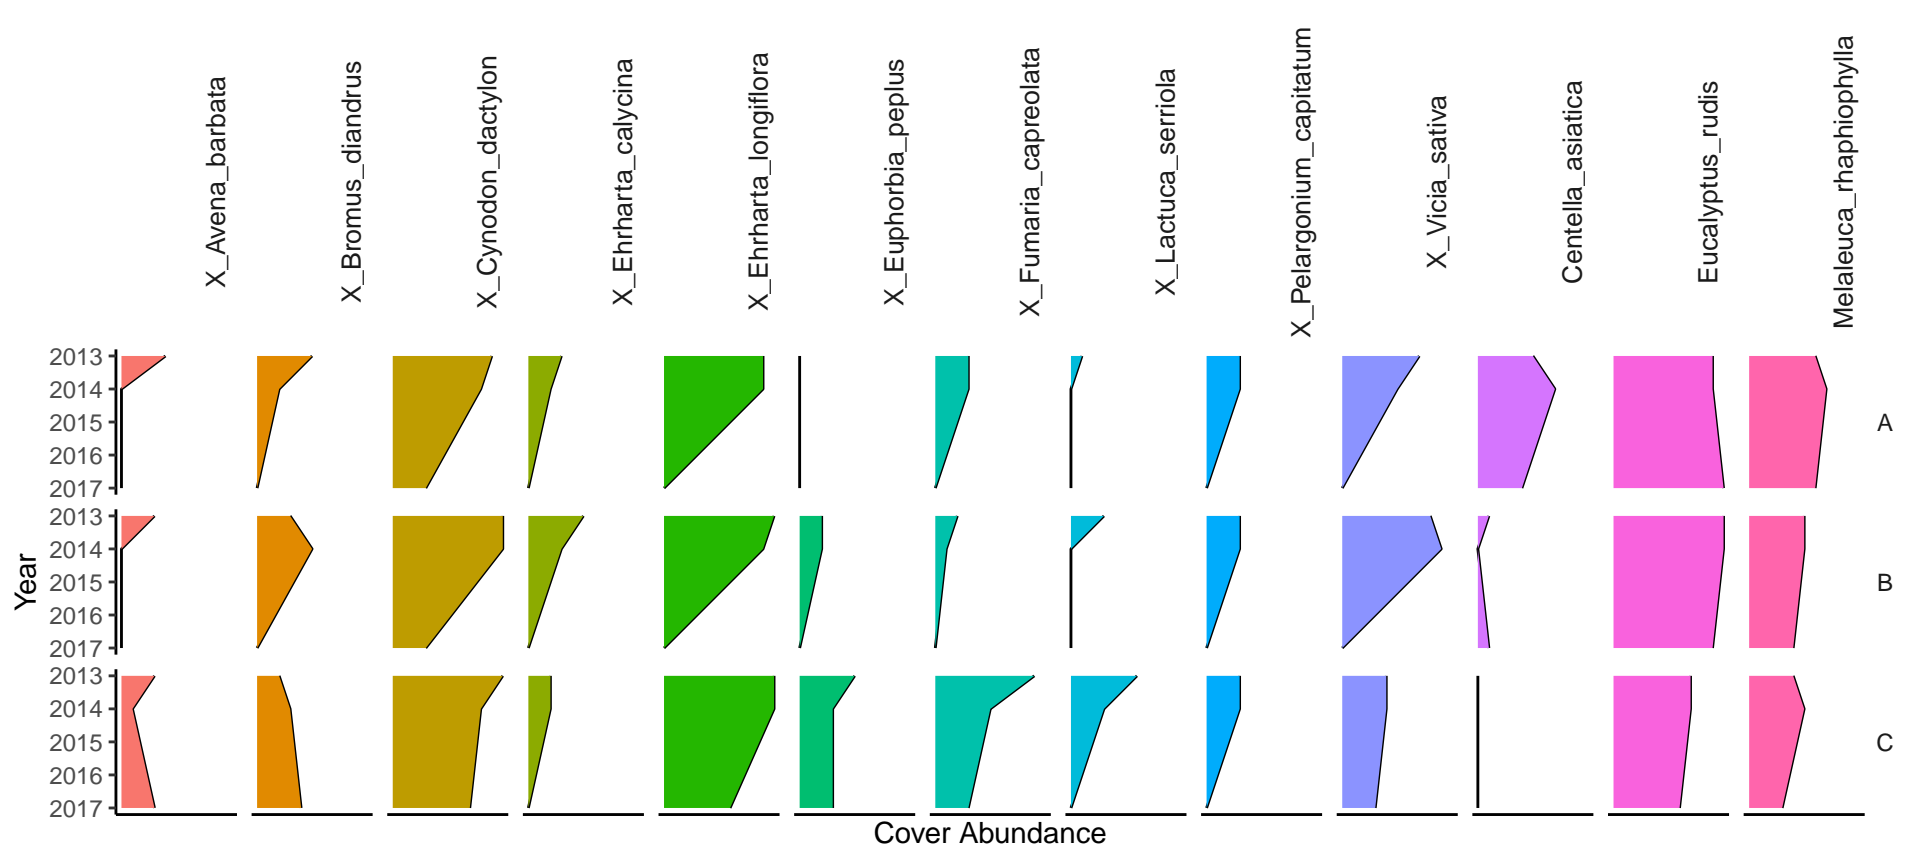 X_Avena_barbata
X_Bromus_diandrus
X_Cynodon_dactylon
X_Ehrharta_calycina
X_Ehrharta_longiflora
X_Euphorbia_peplus
X_Fumaria_capreolata
X_Lactuca_serriola
X_Pelargonium_capitatum
X_Vicia_sativa
Centella_asiatica
Eucalyptus_rudis
Melaleuca_rhaphiophylla
Year
2013
2014
2015
2016
2017
A
2013
2014
2015
2016
2017
B
2013
2014
2015
2016
2017
C
Cover Abundance